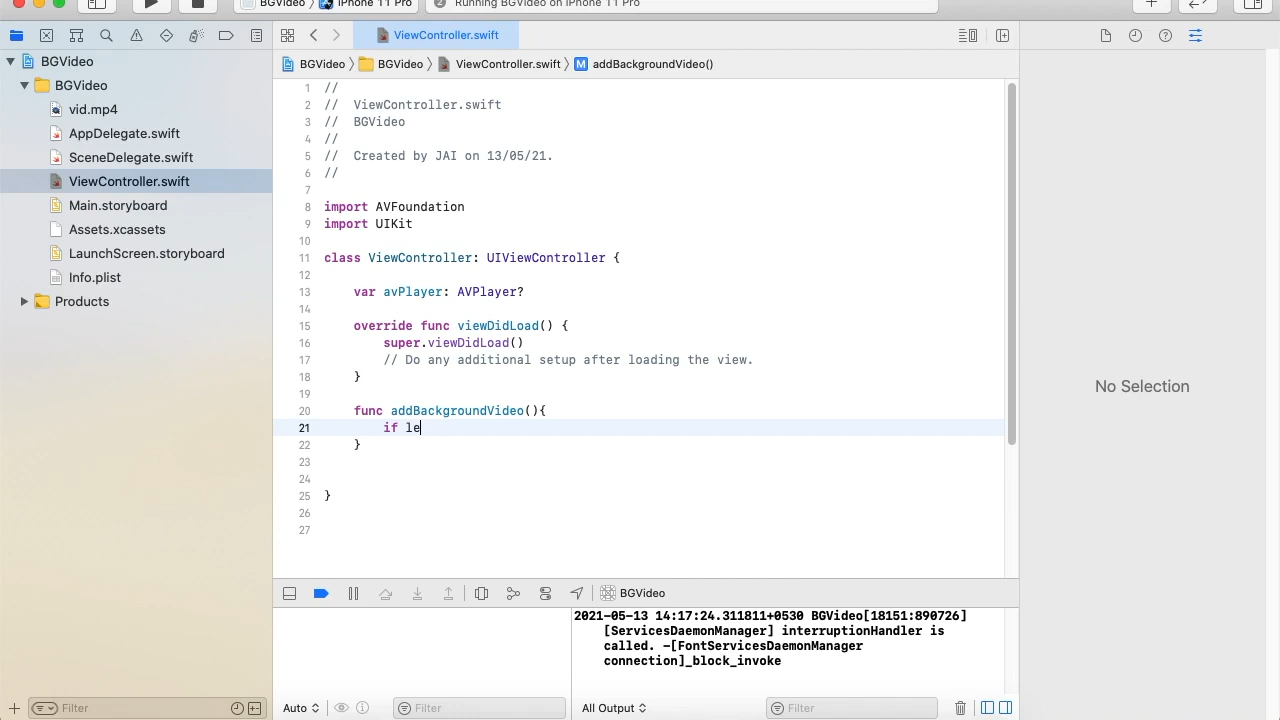 BGVideo
iPhone 11 Pro
2
Running BGVideo on iPhone 11 Pro
ViewController.swift
BGVideo
BGVideo
ViewController.swift
M
addBackgroundVideo()
BGVideo
BGVideo
vid.mp4
AppDelegate.swift
SceneDelegate.swift
ViewController.swift
Main.storyboard
Assets.xcassets
LaunchScreen.storyboard
Info.plist
Products
1 //
2 //  ViewController.swift
3 //  BGVideo
4 //
5 //  Created by JAI on 13/05/21.
6 //
7
8 import AVFoundation
9 import UIKit
10
11 class ViewController: UIViewController {
12
13     var avPlayer: AVPlayer?
14
15     override func viewDidLoad() {
16         super.viewDidLoad()
17         // Do any additional setup after loading the view.
18     }
19
20     func addBackgroundVideo(){
21         if le
22     }
23
24
25 }
26
27
No Selection
BGVideo
2021-05-13 14:17:24.311811+0530 BGVideo[18151:890726]
[ServicesDaemonManager] interruptionHandler is
called. -[FontServicesDaemonManager
connection]_block_invoke
Filter
Auto
Filter
All Output
Filter